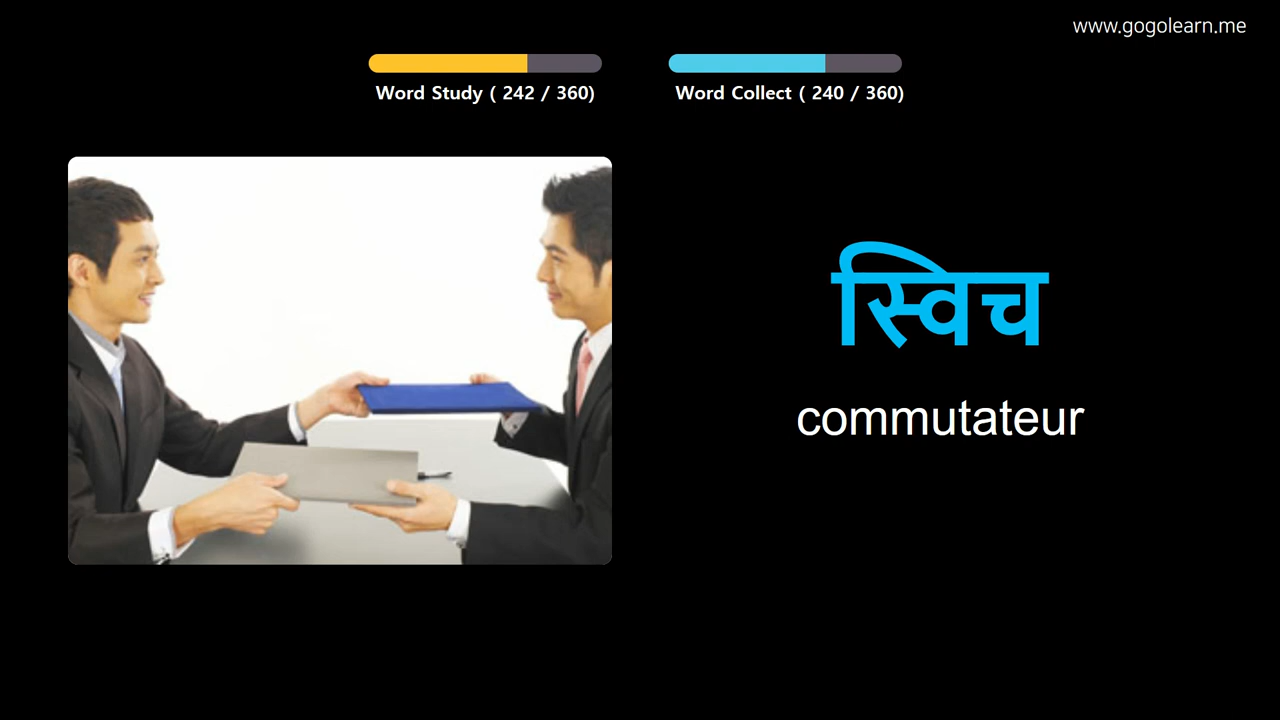 www.gogolearn.me
Word Study ( 242 / 360)
Word Collect ( 240 / 360)
स्विच
commutateur